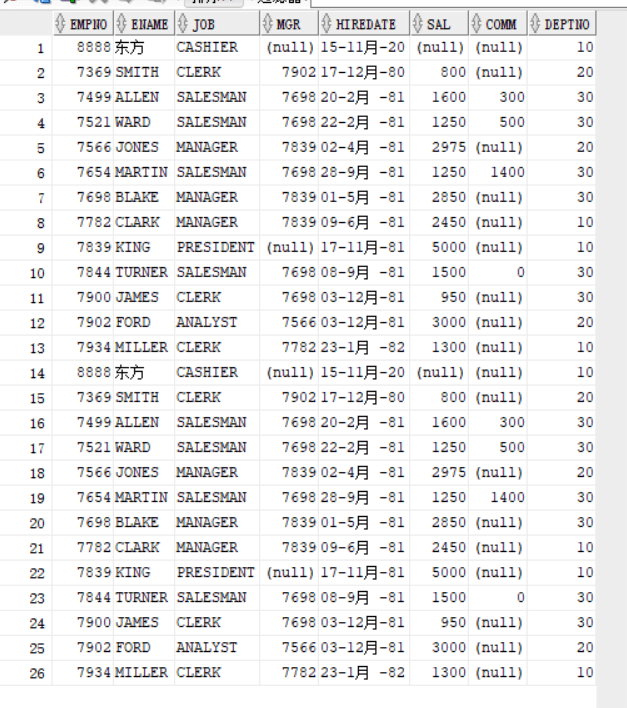 EMPNO ENAME JOB MGR HIREDATE SAL COMM DEPTNO
1 8888 东方 CASHIER (null) 15-11月-20 (null) (null) 10
2 7369 SMITH CLERK 7902 17-12月-80 800 (null) 20
3 7499 ALLEN SALESMAN 7698 20-2月 -81 1600 300 30
4 7521 WARD SALESMAN 7698 22-2月 -81 1250 500 30
5 7566 JONES MANAGER 7839 02-4月 -81 2975 (null) 20
6 7654 MARTIN SALESMAN 7698 28-9月 -81 1250 1400 30
7 7698 BLAKE MANAGER 7839 01-5月 -81 2850 (null) 30
8 7782 CLARK MANAGER 7839 09-6月 -81 2450 (null) 10
9 7839 KING PRESIDENT (null) 17-11月-81 5000 (null) 10
10 7844 TURNER SALESMAN 7698 08-9月 -81 1500 0 30
11 7900 JAMES CLERK 7698 03-12月-81 950 (null) 30
12 7902 FORD ANALYST 7566 03-12月-81 3000 (null) 20
13 7934 MILLER CLERK 7782 23-1月 -82 1300 (null) 10
14 8888 东方 CASHIER (null) 15-11月-20 (null) (null) 10
15 7369 SMITH CLERK 7902 17-12月-80 800 (null) 20
16 7499 ALLEN SALESMAN 7698 20-2月 -81 1600 300 30
17 7521 WARD SALESMAN 7698 22-2月 -81 1250 500 30
18 7566 JONES MANAGER 7839 02-4月 -81 2975 (null) 20
19 7654 MARTIN SALESMAN 7698 28-9月 -81 1250 1400 30
20 7698 BLAKE MANAGER 7839 01-5月 -81 2850 (null) 30
21 7782 CLARK MANAGER 7839 09-6月 -81 2450 (null) 10
22 7839 KING PRESIDENT (null) 17-11月-81 5000 (null) 10
23 7844 TURNER SALESMAN 7698 08-9月 -81 1500 0 30
24 7900 JAMES CLERK 7698 03-12月-81 950 (null) 30
25 7902 FORD ANALYST 7566 03-12月-81 3000 (null) 20
26 7934 MILLER CLERK 7782 23-1月 -82 1300 (null) 10